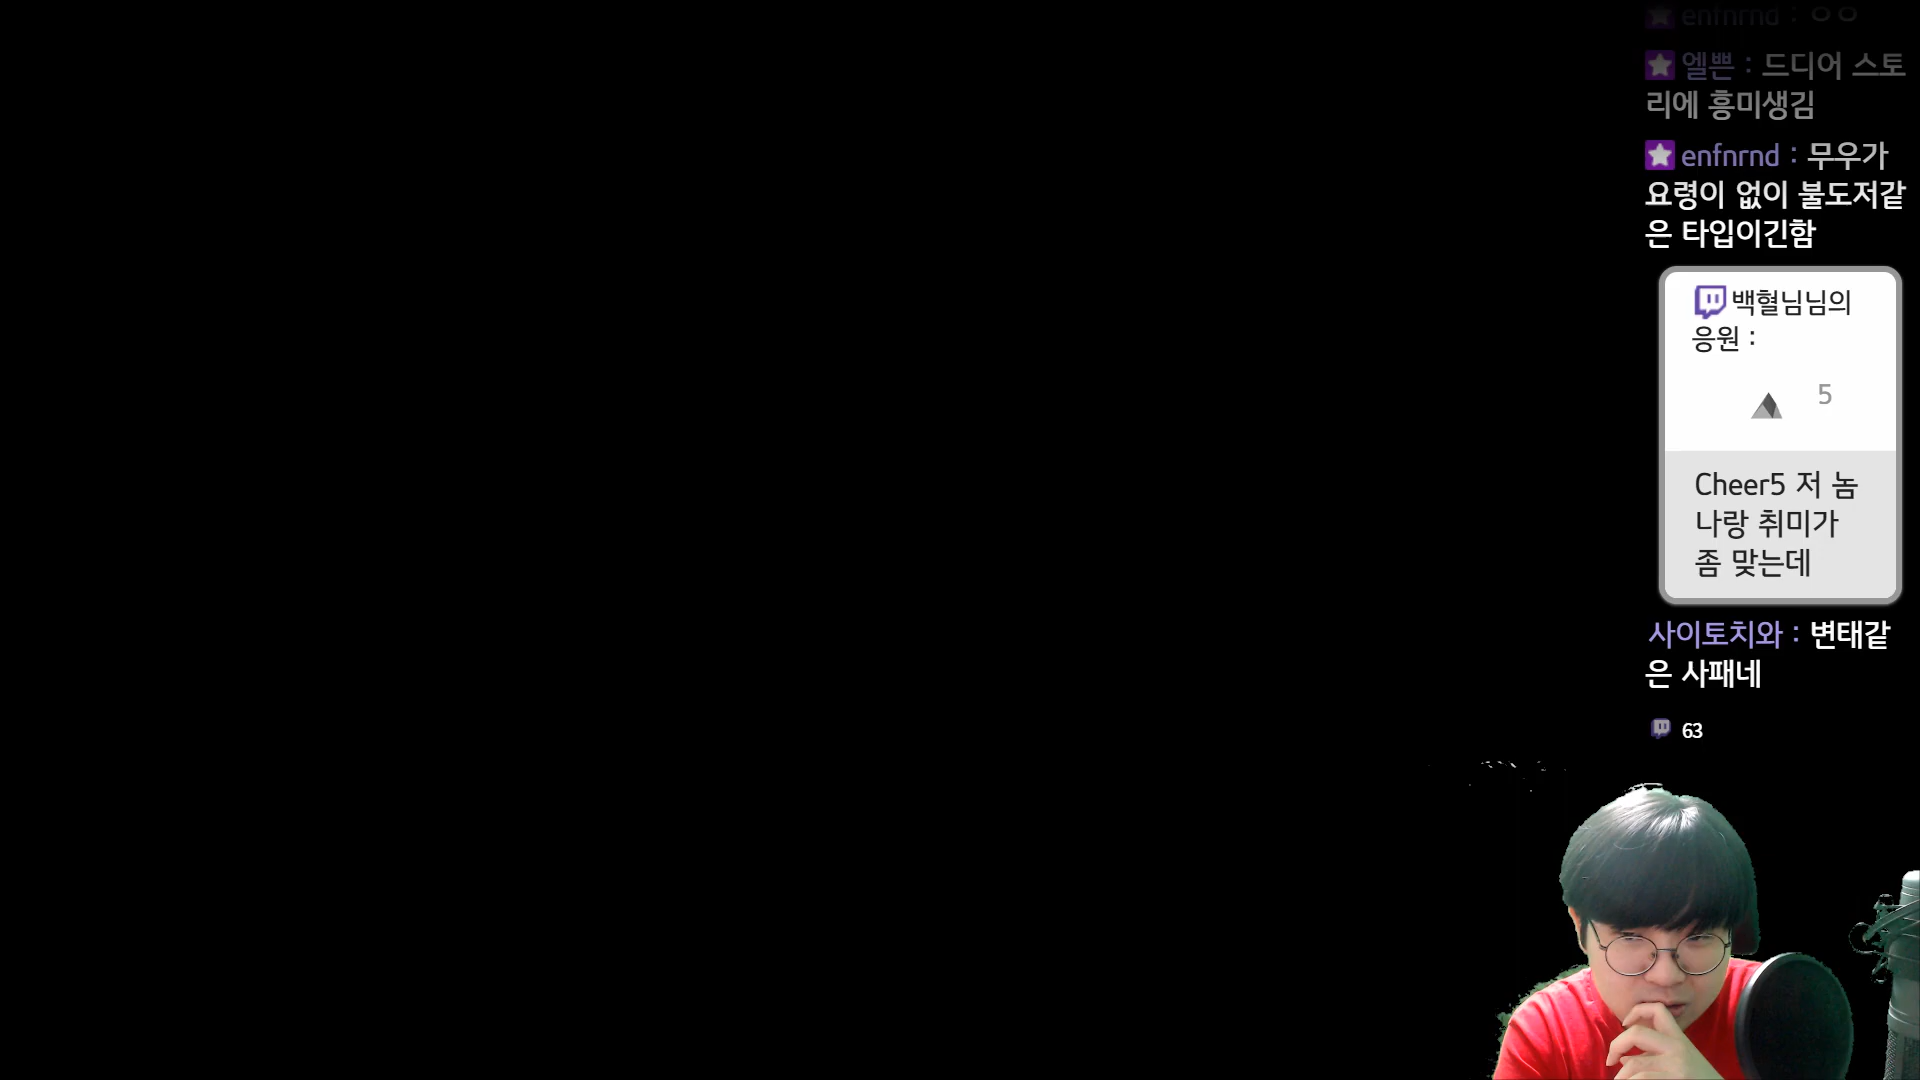 enfnrnd : ㅇㅇ
엘쁜 : 드디어 스토
리에 흥미생김
enfnrnd : 무우가
요령이 없이 불도저같
은 타입이긴함
백혈님님의
응원 :
5
Cheer5 저 놈
나랑 취미가
좀 맞는데
사이토치와 : 변태같
은 사패네
63